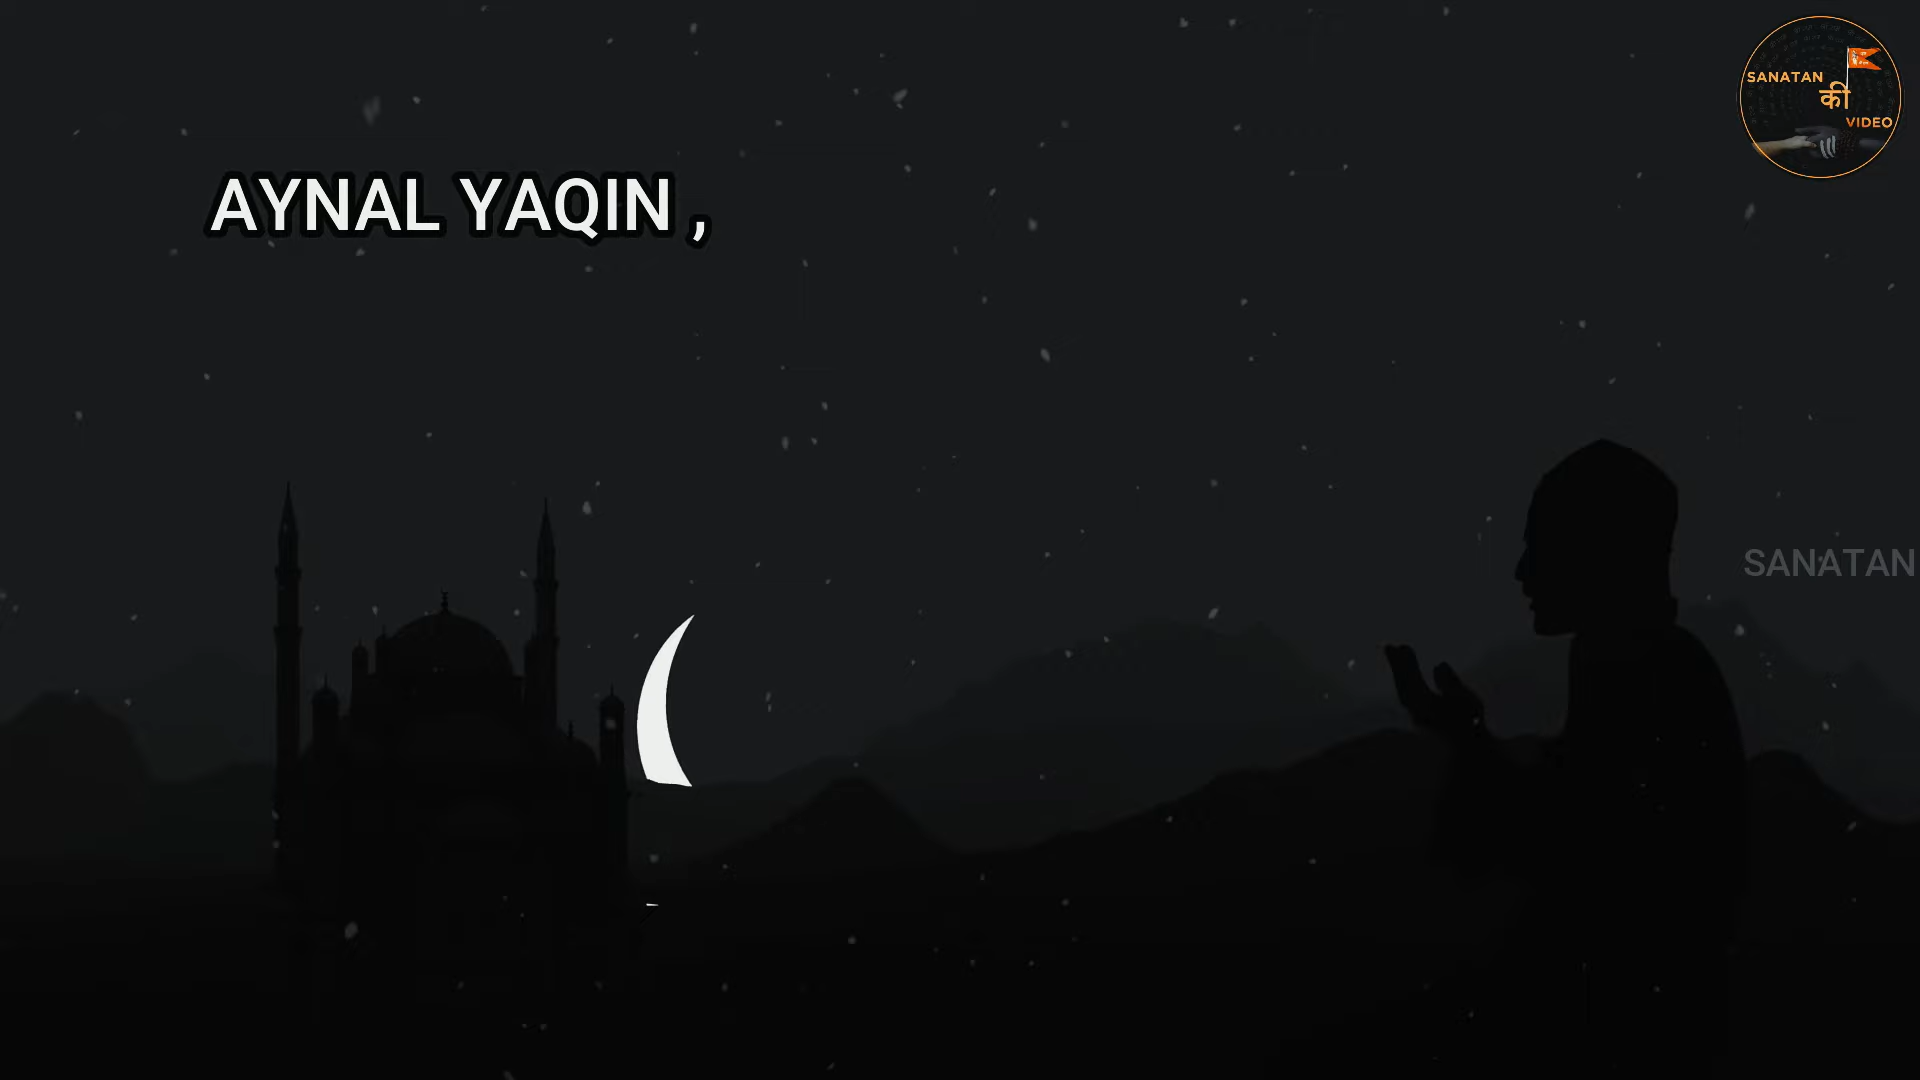 SANATAN
की
VIDEO
AYNAL YAQIN ,
SANATAN